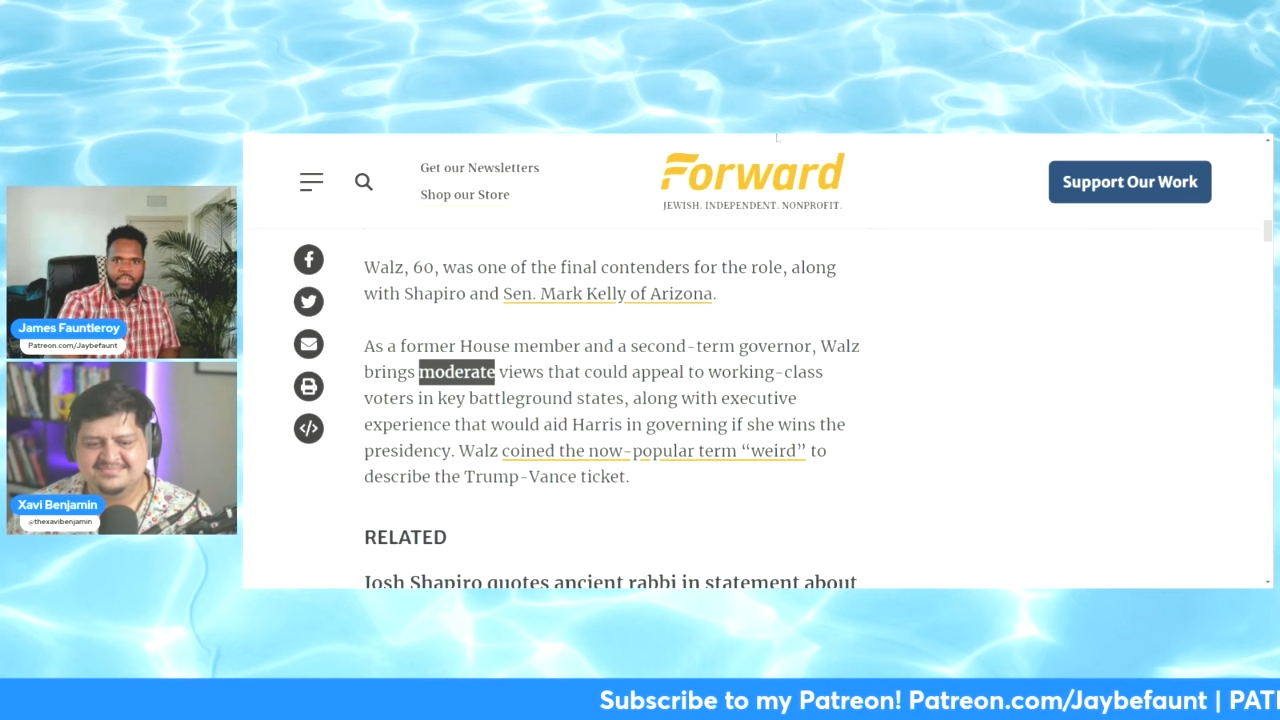 Get our Newsletters
Shop our Store
Forward
JEWISH. INDEPENDENT. NONPROFIT.
Support Our Work
Walz, 60, was one of the final contenders for the role, along
with Shapiro and Sen. Mark Kelly of Arizona.
As a former House member and a second-term governor, Walz
brings moderate views that could appeal to working-class
voters in key battleground states, along with executive
experience that would aid Harris in governing if she wins the
presidency. Walz coined the now-popular term “weird” to
describe the Trump-Vance ticket.
RELATED
Josh Shapiro quotes ancient rabbi in statement about
James Fauntleroy
Patreon.com/Jaybefaunt
Xavi Benjamin
@thexavibenjamin
Subscribe to my Patreon! Patreon.com/Jaybefaunt | PAT